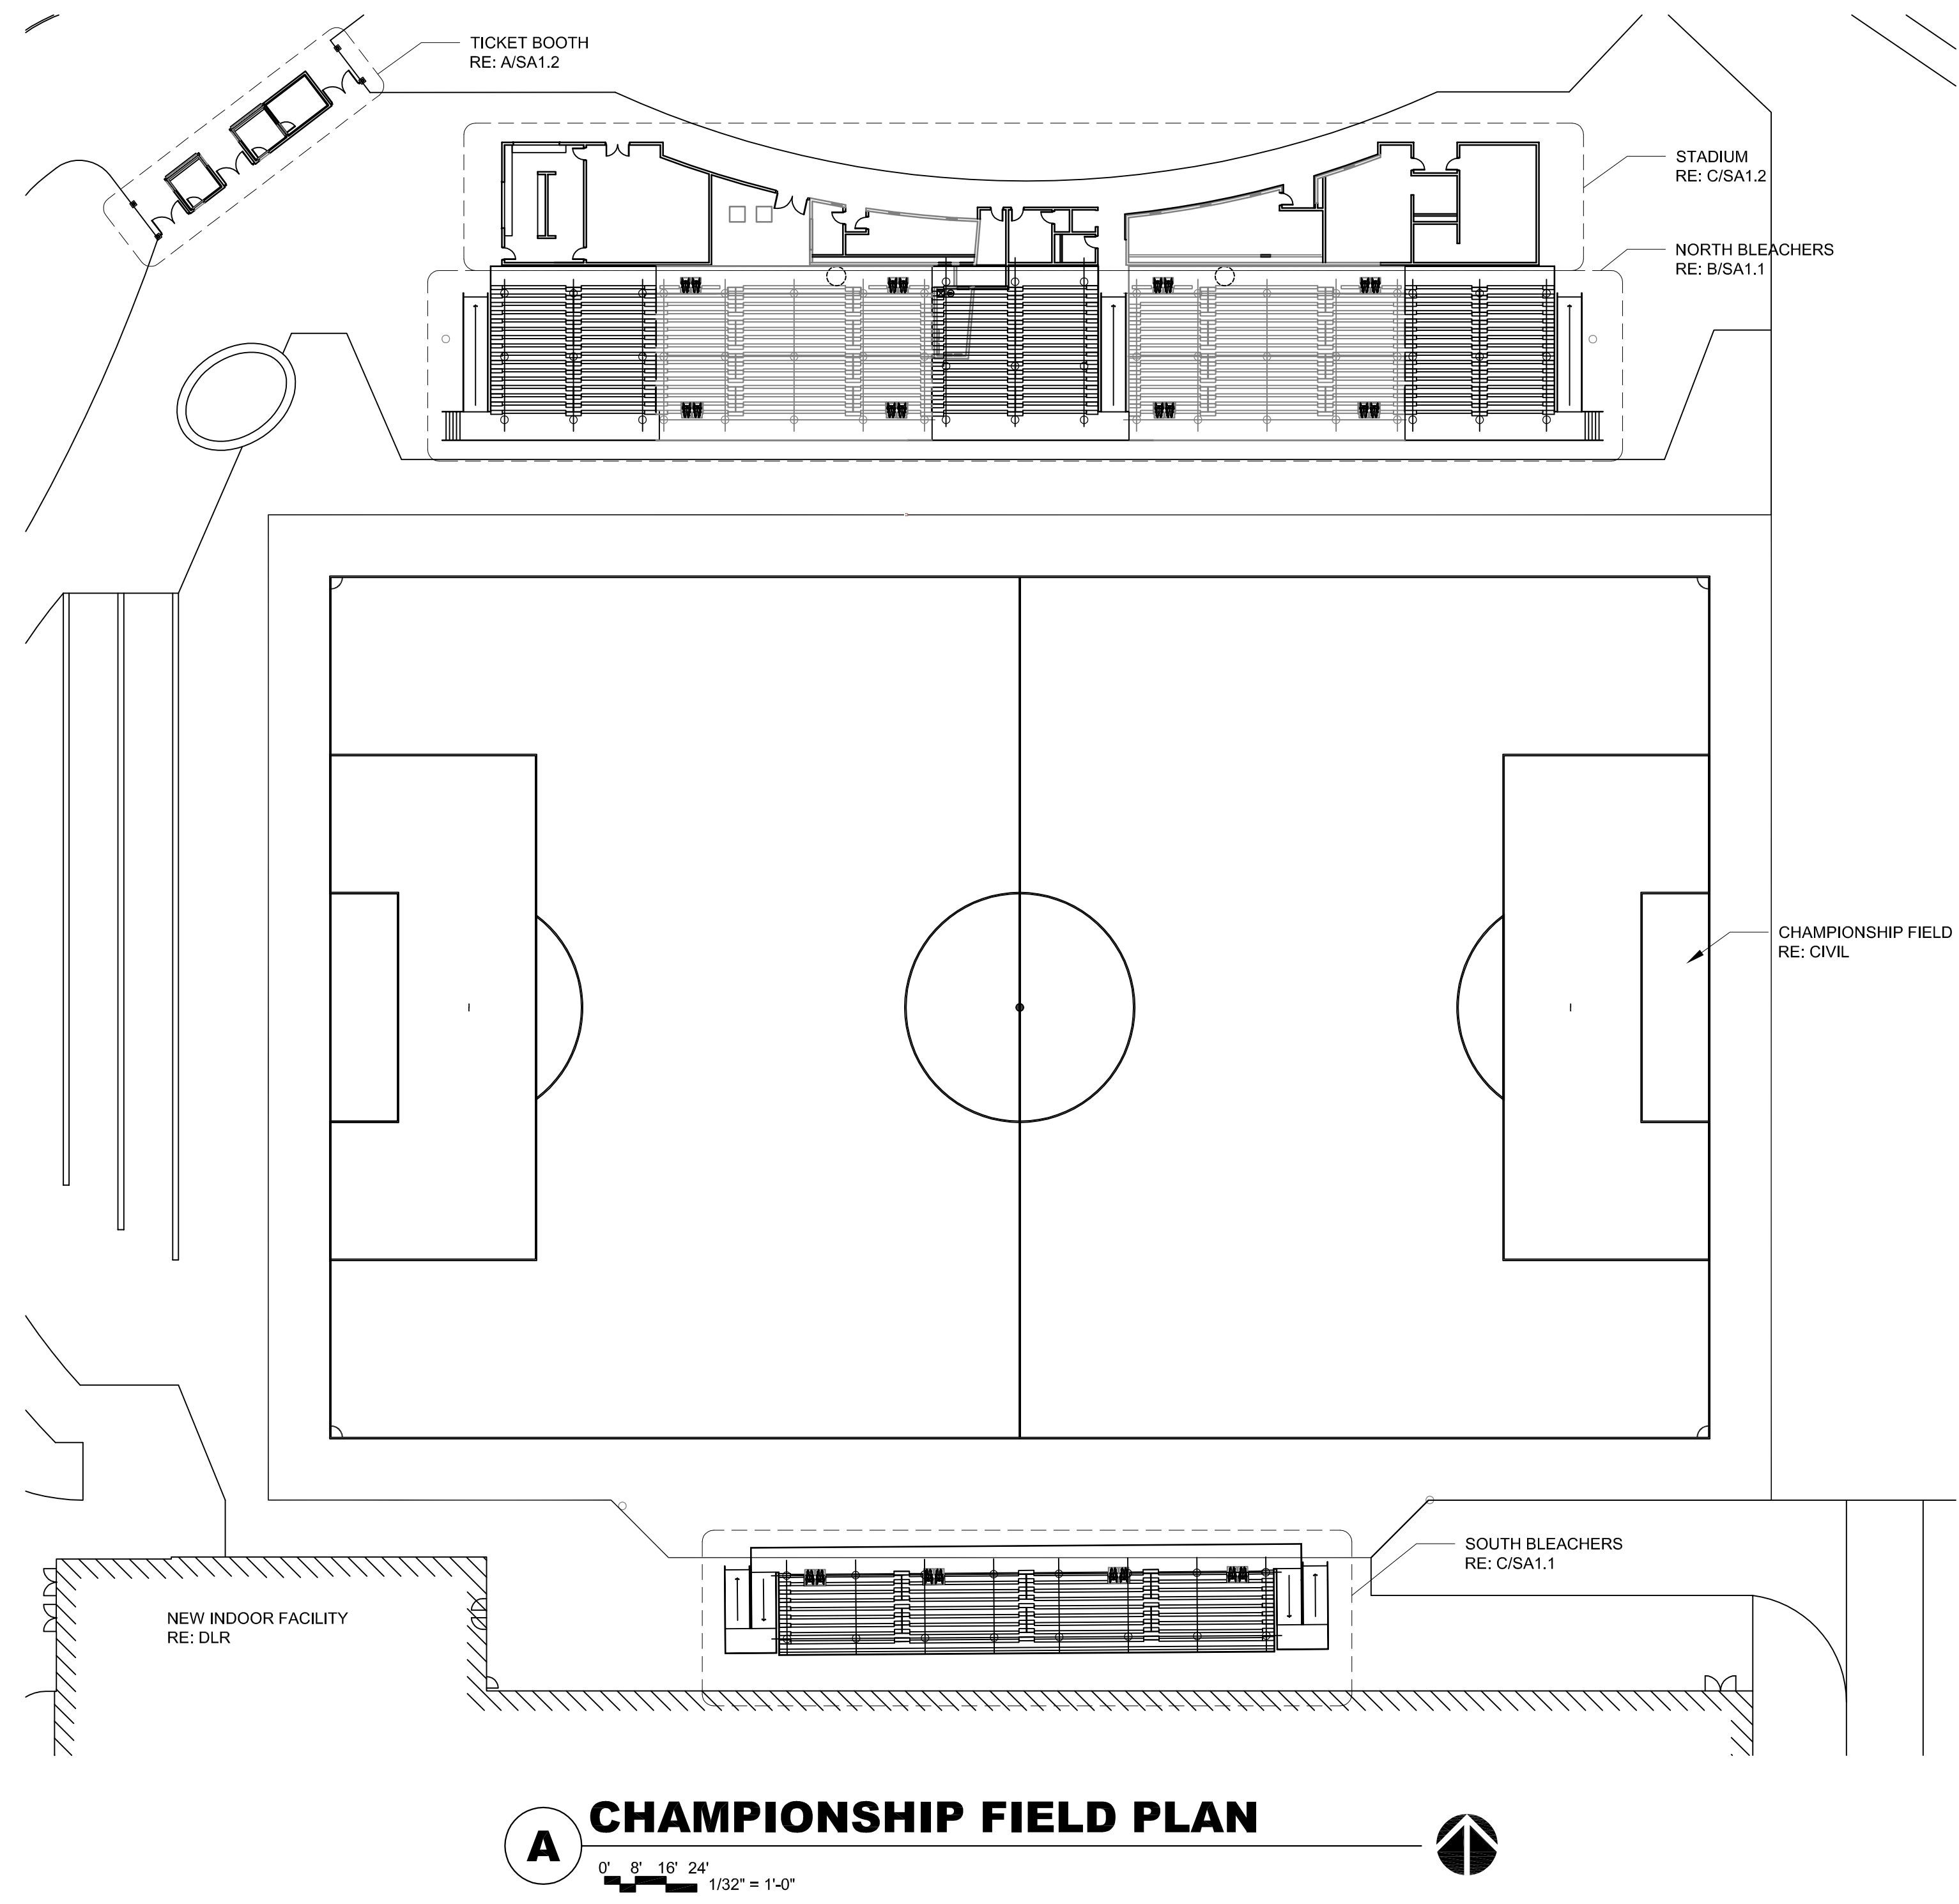 TICKET BOOTH
RE: A/SA1.2
STADIUM
RE: C/SA1.2
NORTH BLEACHERS
RE: B/SA1.1
CHAMPIONSHIP FIELD
RE: CIVIL
SOUTH BLEACHERS
RE: C/SA1.1
NEW INDOOR FACILITY
RE: DLR
A
CHAMPIONSHIP FIELD PLAN
0' 8' 16' 24'
1/32" = 1'-0"